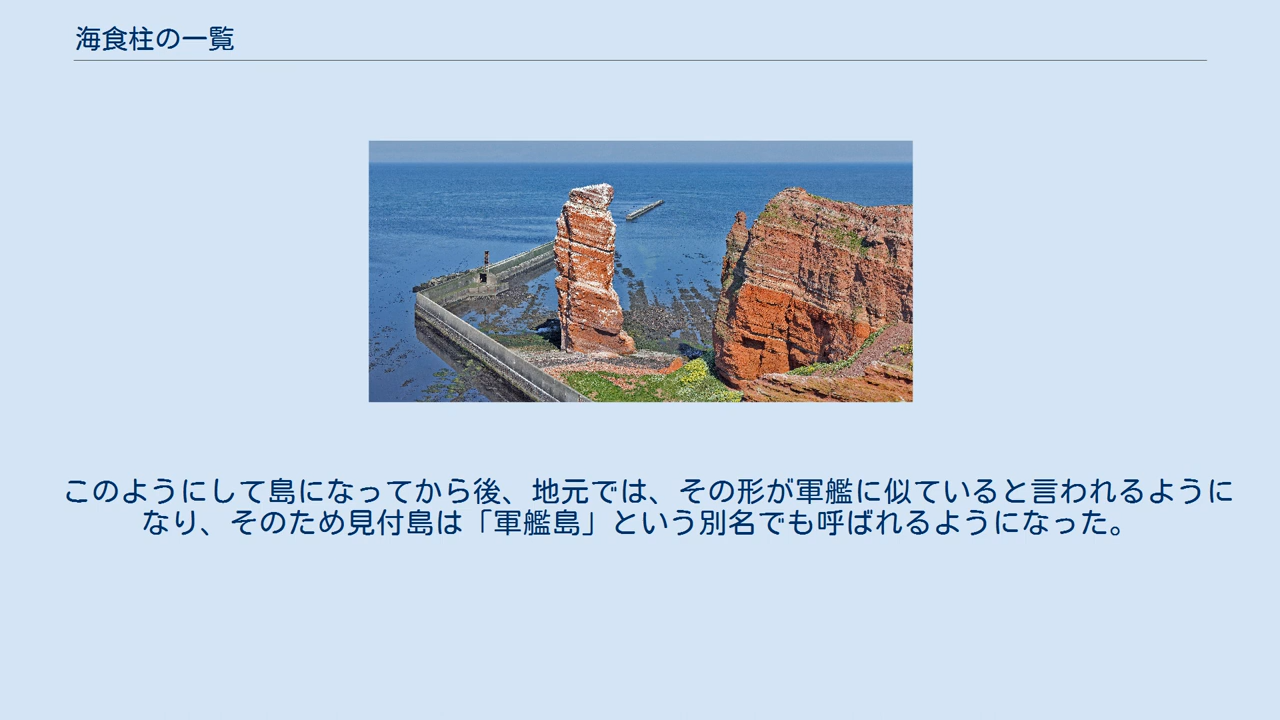 海食柱の一覧
このようにして島になってから後、地元では、その形が軍艦に似ていると言われるように
なり、そのため見付島は「軍艦島」という別名でも呼ばれるようになった。